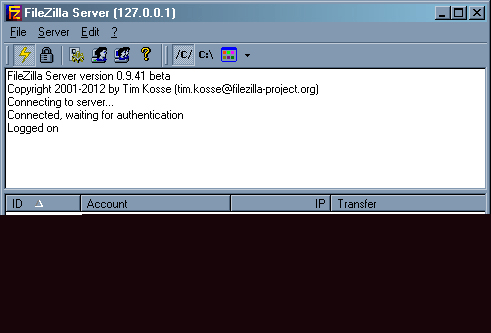 FileZilla Server (127.0.0.1)
File Server Edit ?
/C/ C:\
FileZilla Server version 0.9.41 beta
Copyright 2001-2012 by Tim Kosse (tim.kosse@filezilla-project.org)
Connecting to server...
Connected, waiting for authentication
Logged on
ID Account IP Transfer